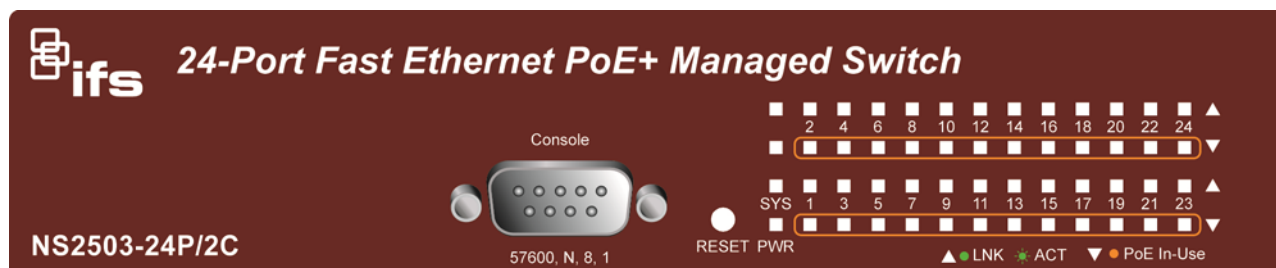 ifs
24-Port Fast Ethernet PoE+ Managed Switch
Console
57600, N, 8, 1
NS2503-24P/2C
RESET
2 4 6 8 10 12 14 16 18 20 22 24
SYS 1 3 5 7 9 11 13 15 17 19 21 23
PWR
LNK ACT PoE In-Use